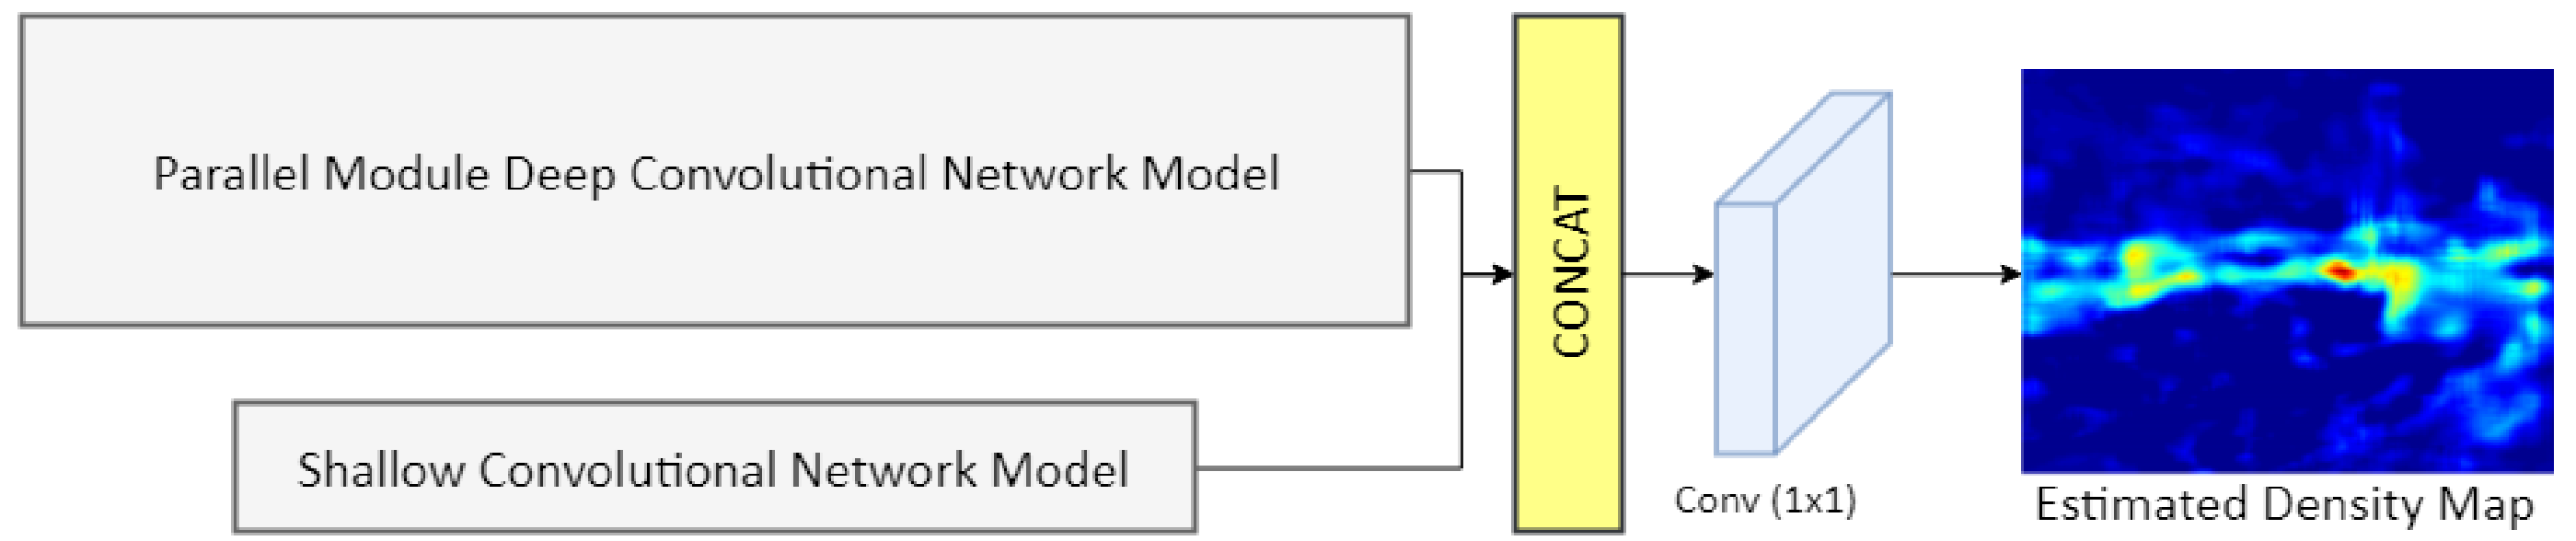 Parallel Module Deep Convolutional Network Model
Shallow Convolutional Network Model
CONCAT
Conv (1x1)
Estimated Density Map